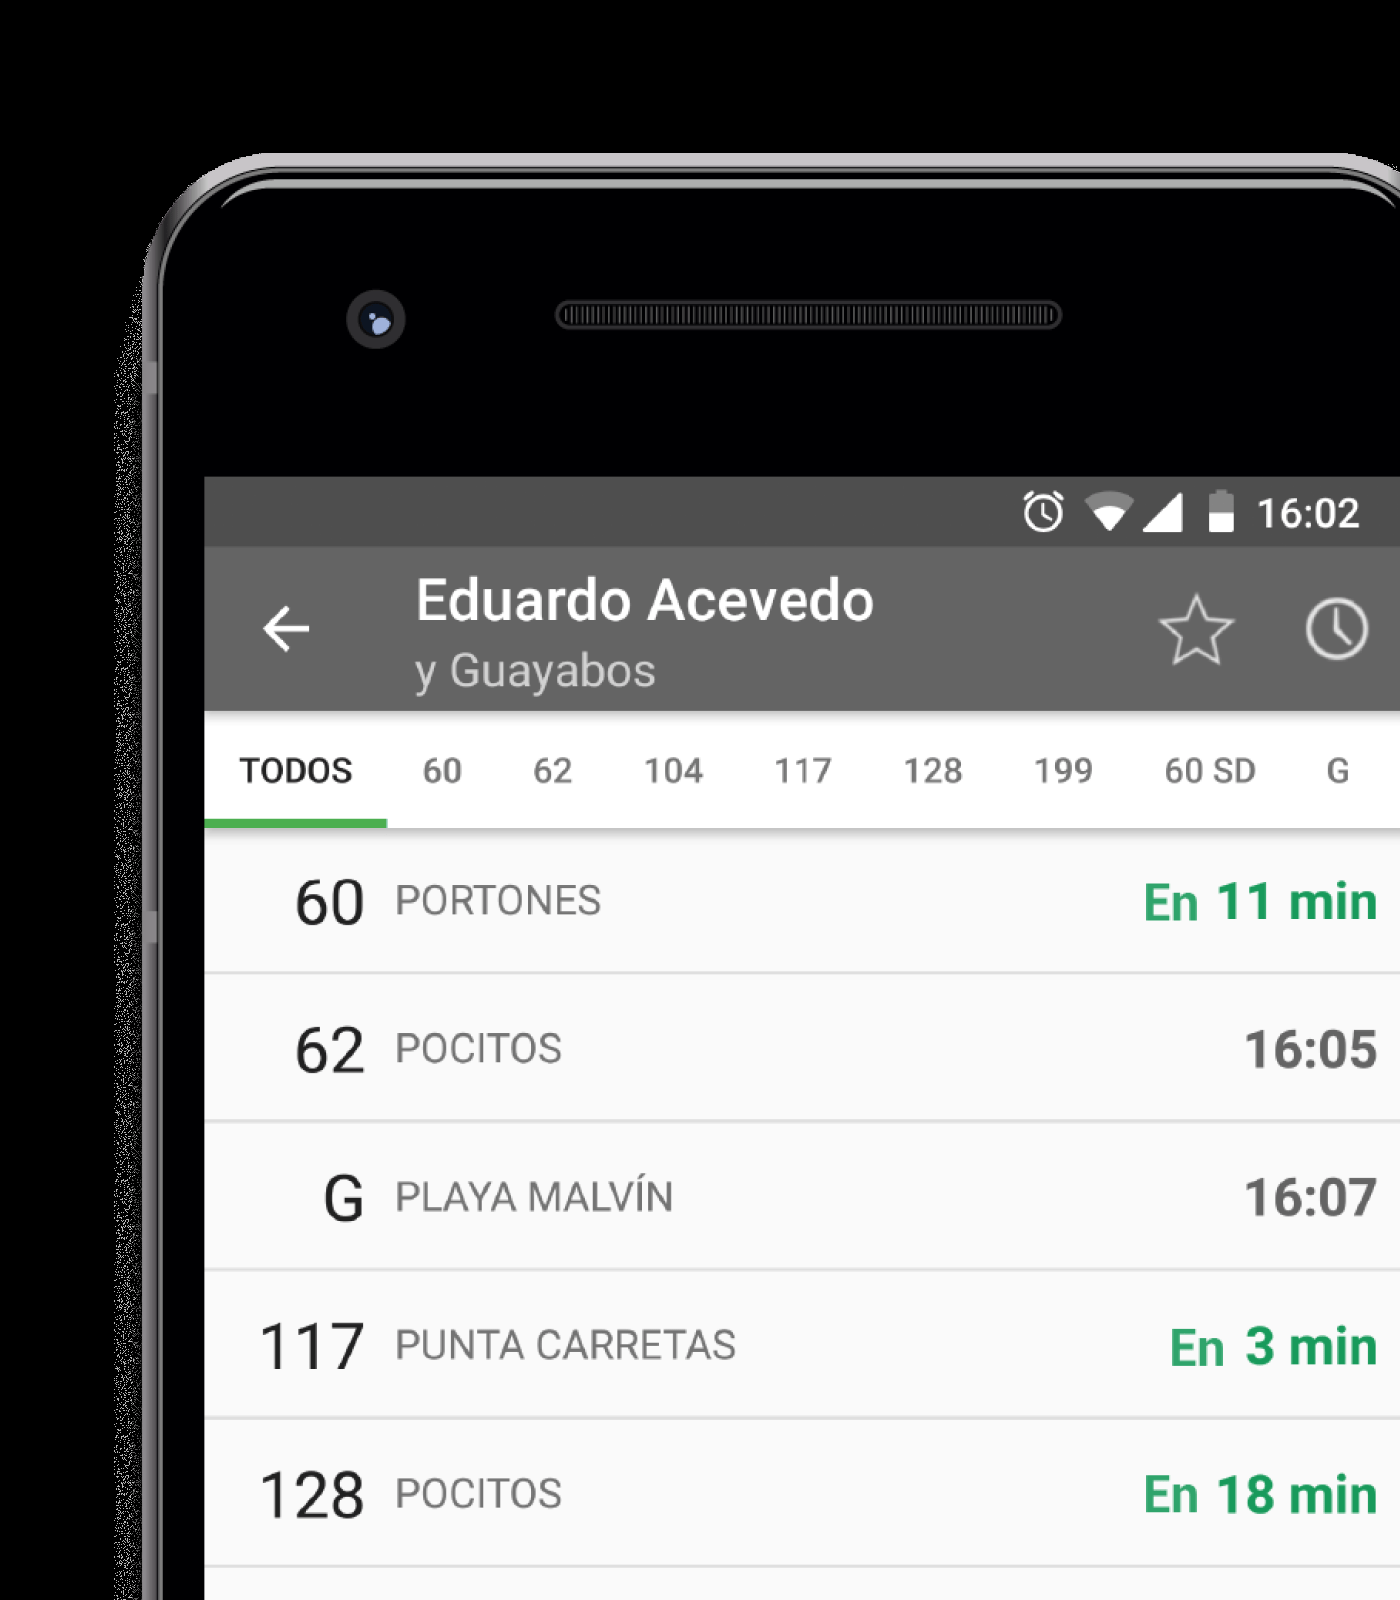 16:02
Eduardo Acevedo
y Guayabos
TODOS 60 62 104 117 128 199 60 SD G
60 PORTONES En 11 min
62 POCITOS 16:05
G PLAYA MALVÍN 16:07
117 PUNTA CARRETAS En 3 min
128 POCITOS En 18 min